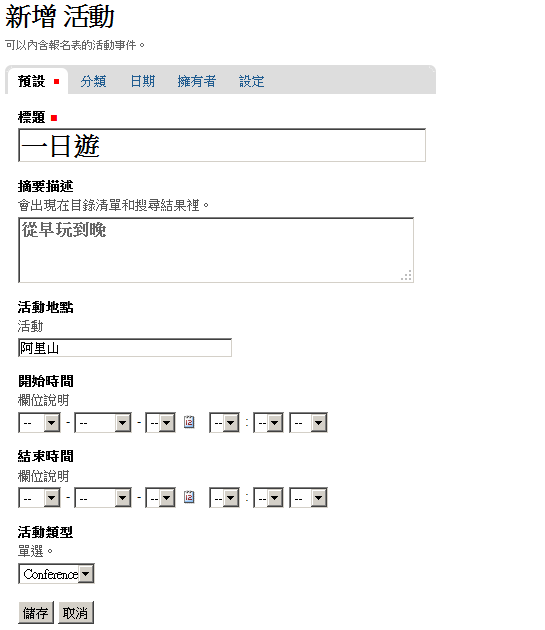 新增 活動
可以內含報名表的活動事件。
預設 分類 日期 擁有者 設定
標題
一日遊
摘要描述
會出現在目錄清單和搜尋結果裡。
從早玩到晚
活動地點
活動
阿里山
開始時間
欄位說明
-- - -- - -- -- : -- --
結束時間
欄位說明
-- - -- - -- -- : -- --
活動類型
單選。
Conference
儲存 取消